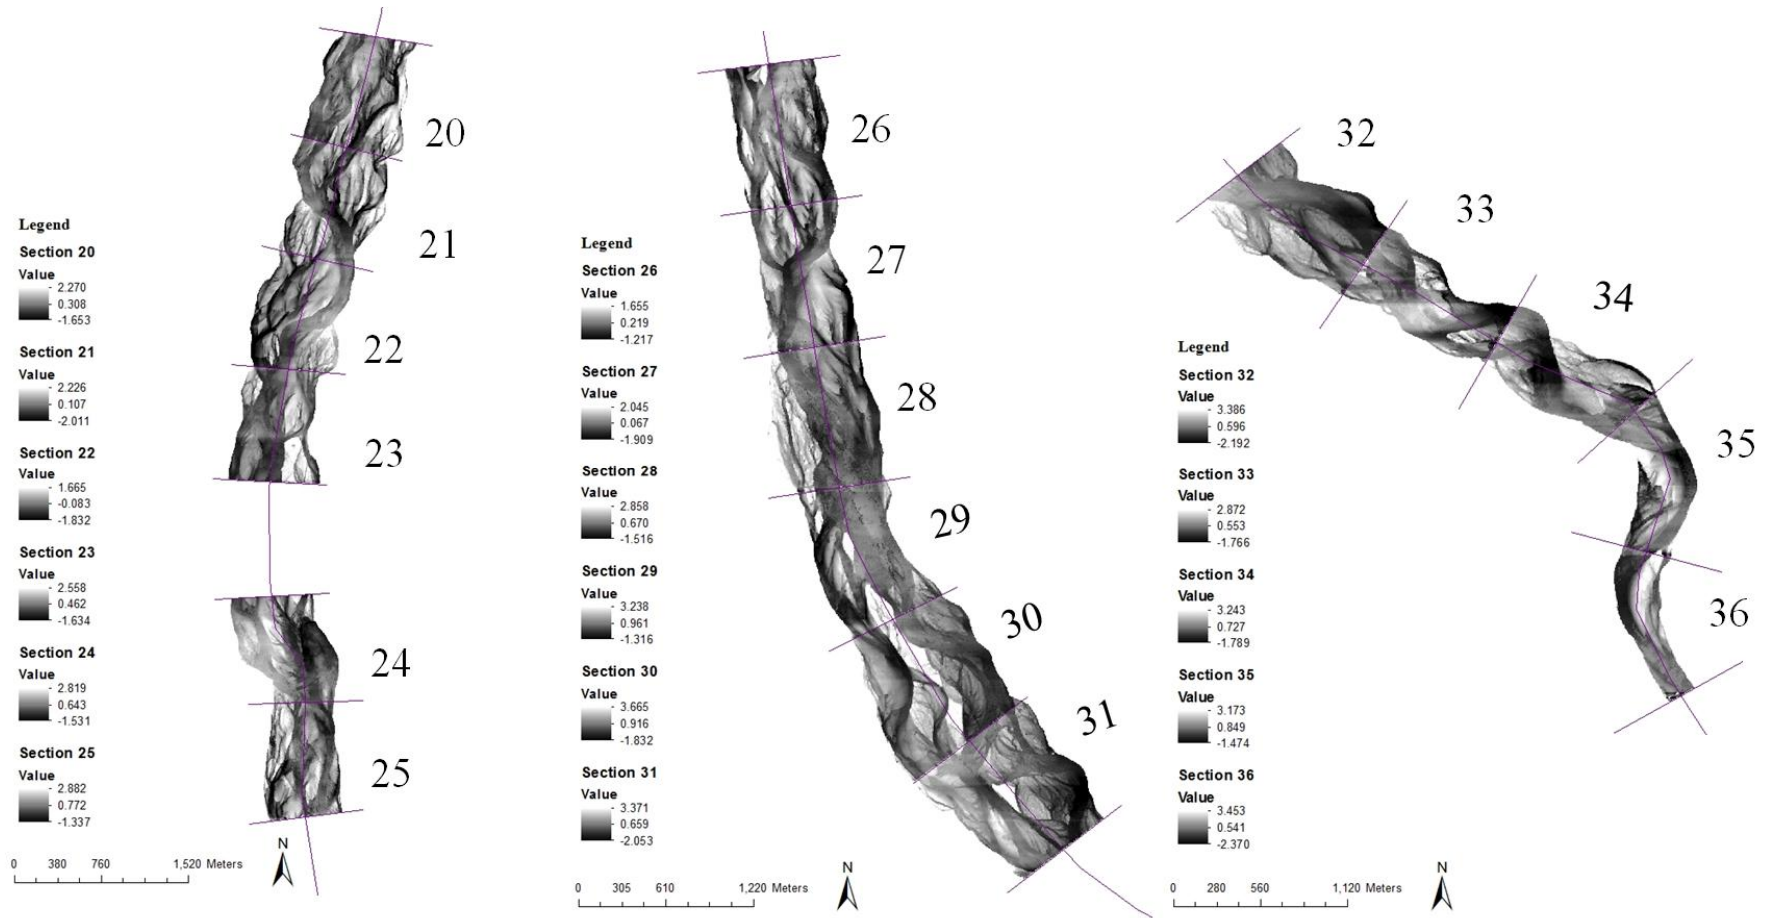 Legend
Section 20
Value
2.270
0.308
-1.653
Section 21
Value
2.226
0.107
-2.011
Section 22
Value
1.665
-0.083
-1.832
Section 23
Value
2.558
0.462
-1.634
Section 24
Value
2.819
0.643
-1.531
Section 25
Value
2.882
0.772
-1.337
20
21
22
23
24
25
N
0 380 760 1,520 Meters
Legend
Section 26
Value
1.655
0.219
-1.217
Section 27
Value
2.045
0.067
-1.909
Section 28
Value
2.858
0.670
-1.516
Section 29
Value
3.238
0.961
-1.316
Section 30
Value
3.665
0.916
-1.832
Section 31
Value
3.371
0.659
-2.053
26
27
28
29
30
31
N
0 305 610 1,220 Meters
Legend
Section 32
Value
3.386
0.596
-2.192
Section 33
Value
2.872
0.553
-1.766
Section 34
Value
3.243
0.727
-1.789
Section 35
Value
3.173
0.849
-1.474
Section 36
Value
3.453
0.541
-2.370
32
33
34
35
36
N
0 280 560 1,120 Meters